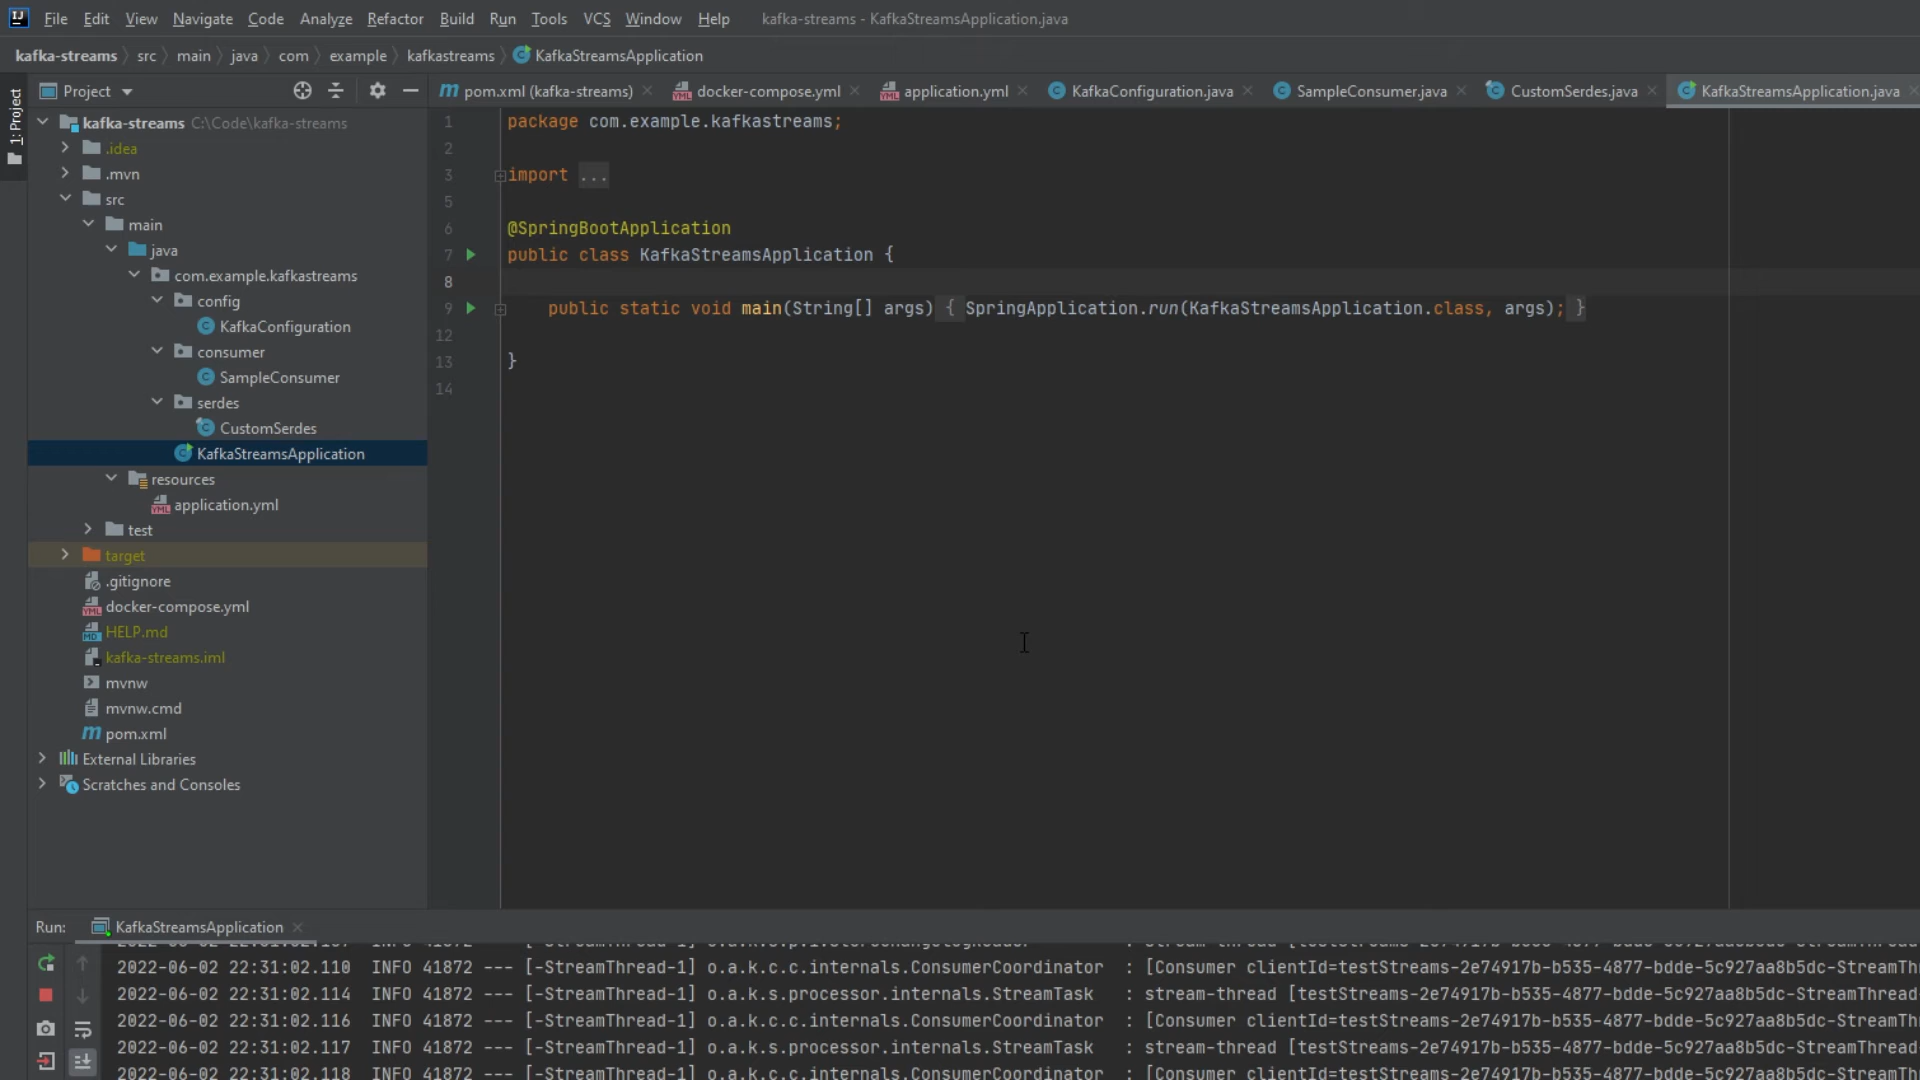 File Edit View Navigate Code Analyze Refactor Build Run Tools VCS Window Help kafka-streams - KafkaStreamsApplication.java
kafka-streams src main java com example kafkastreams KafkaStreamsApplication
1: Project
Project
pom.xml (kafka-streams) docker-compose.yml application.yml KafkaConfiguration.java SampleConsumer.java CustomSerdes.java KafkaStreamsApplication.java
kafka-streams C:\Code\kafka-streams
.idea
.mvn
src
main
java
com.example.kafkastreams
config
KafkaConfiguration
consumer
SampleConsumer
serdes
CustomSerdes
KafkaStreamsApplication
resources
application.yml
test
target
.gitignore
docker-compose.yml
HELP.md
kafka-streams.iml
mvnw
mvnw.cmd
pom.xml
External Libraries
Scratches and Consoles
1 package com.example.kafkastreams;
2
3 import ...
5
6 @SpringBootApplication
7 public class KafkaStreamsApplication {
8
9 public static void main(String[] args) { SpringApplication.run(KafkaStreamsApplication.class, args); }
12
13 }
14
Run: KafkaStreamsApplication
2022-06-02 22:31:02.110 INFO 41872 --- [-StreamThread-1] o.a.k.c.c.internals.ConsumerCoordinator : [Consumer clientId=testStreams-2e74917b-b535-4877-bdde-5c927aa8b5dc-StreamThr
2022-06-02 22:31:02.114 INFO 41872 --- [-StreamThread-1] o.a.k.s.processor.internals.StreamTask : stream-thread [testStreams-2e74917b-b535-4877-bdde-5c927aa8b5dc-StreamThread-
2022-06-02 22:31:02.116 INFO 41872 --- [-StreamThread-1] o.a.k.c.c.internals.ConsumerCoordinator : [Consumer clientId=testStreams-2e74917b-b535-4877-bdde-5c927aa8b5dc-StreamThr
2022-06-02 22:31:02.117 INFO 41872 --- [-StreamThread-1] o.a.k.s.processor.internals.StreamTask : stream-thread [testStreams-2e74917b-b535-4877-bdde-5c927aa8b5dc-StreamThread-
2022-06-02 22:31:02.118 INFO 41872 --- [-StreamThread-1] o.a.k.c.c.internals.ConsumerCoordinator : [Consumer clientId=testStreams-2e74917b-b535-4877-bdde-5c927aa8b5dc-StreamThr